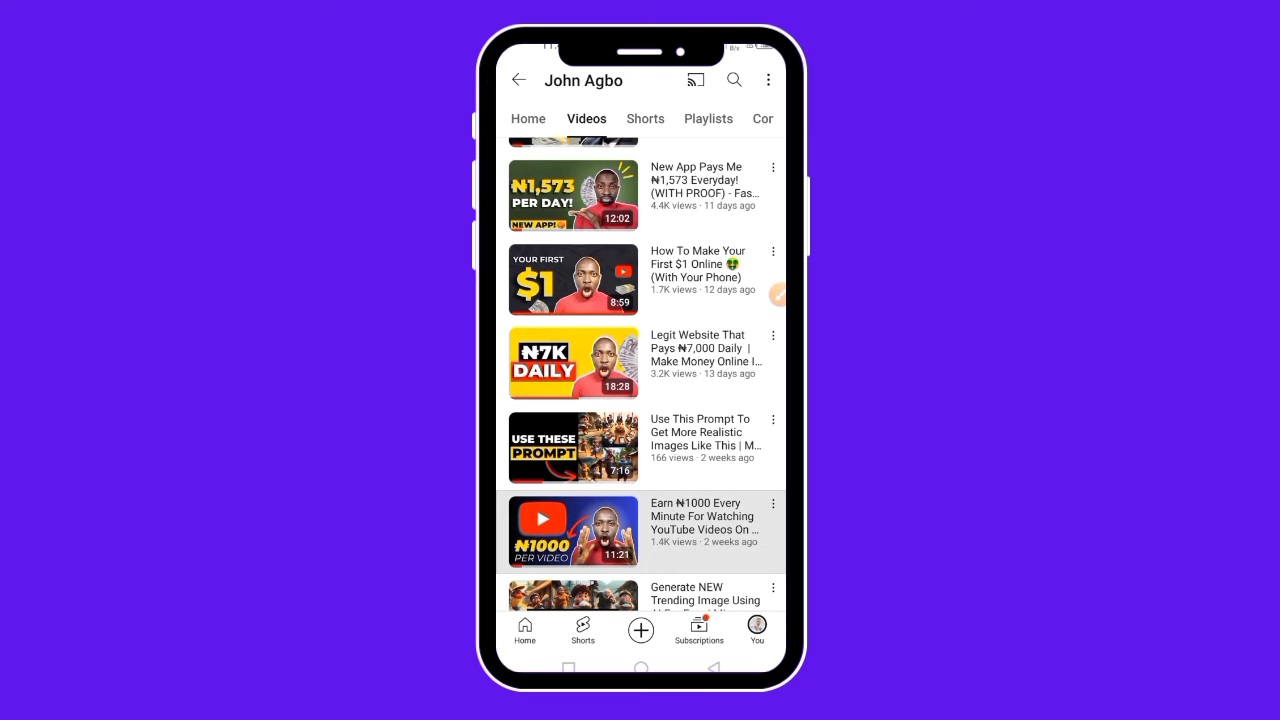 John Agbo
Home Videos Shorts Playlists Cor
₦1,573
PER DAY!
NEW APP!
12:02
New App Pays Me
₦1,573 Everyday!
(WITH PROOF) - Fas...
4.4K views · 11 days ago
YOUR FIRST
$1
8:59
How To Make Your
First $1 Online 🤑
(With Your Phone)
1.7K views · 12 days ago
₦7K
DAILY
18:28
Legit Website That
Pays ₦7,000 Daily |
Make Money Online I...
3.2K views · 13 days ago
USE THESE
PROMPT
7:16
Use This Prompt To
Get More Realistic
Images Like This | M...
166 views · 2 weeks ago
₦1000
PER VIDEO
11:21
Earn ₦1000 Every
Minute For Watching
YouTube Videos On ...
1.4K views · 2 weeks ago
Generate NEW
Trending Image Using
Home Shorts Subscriptions You